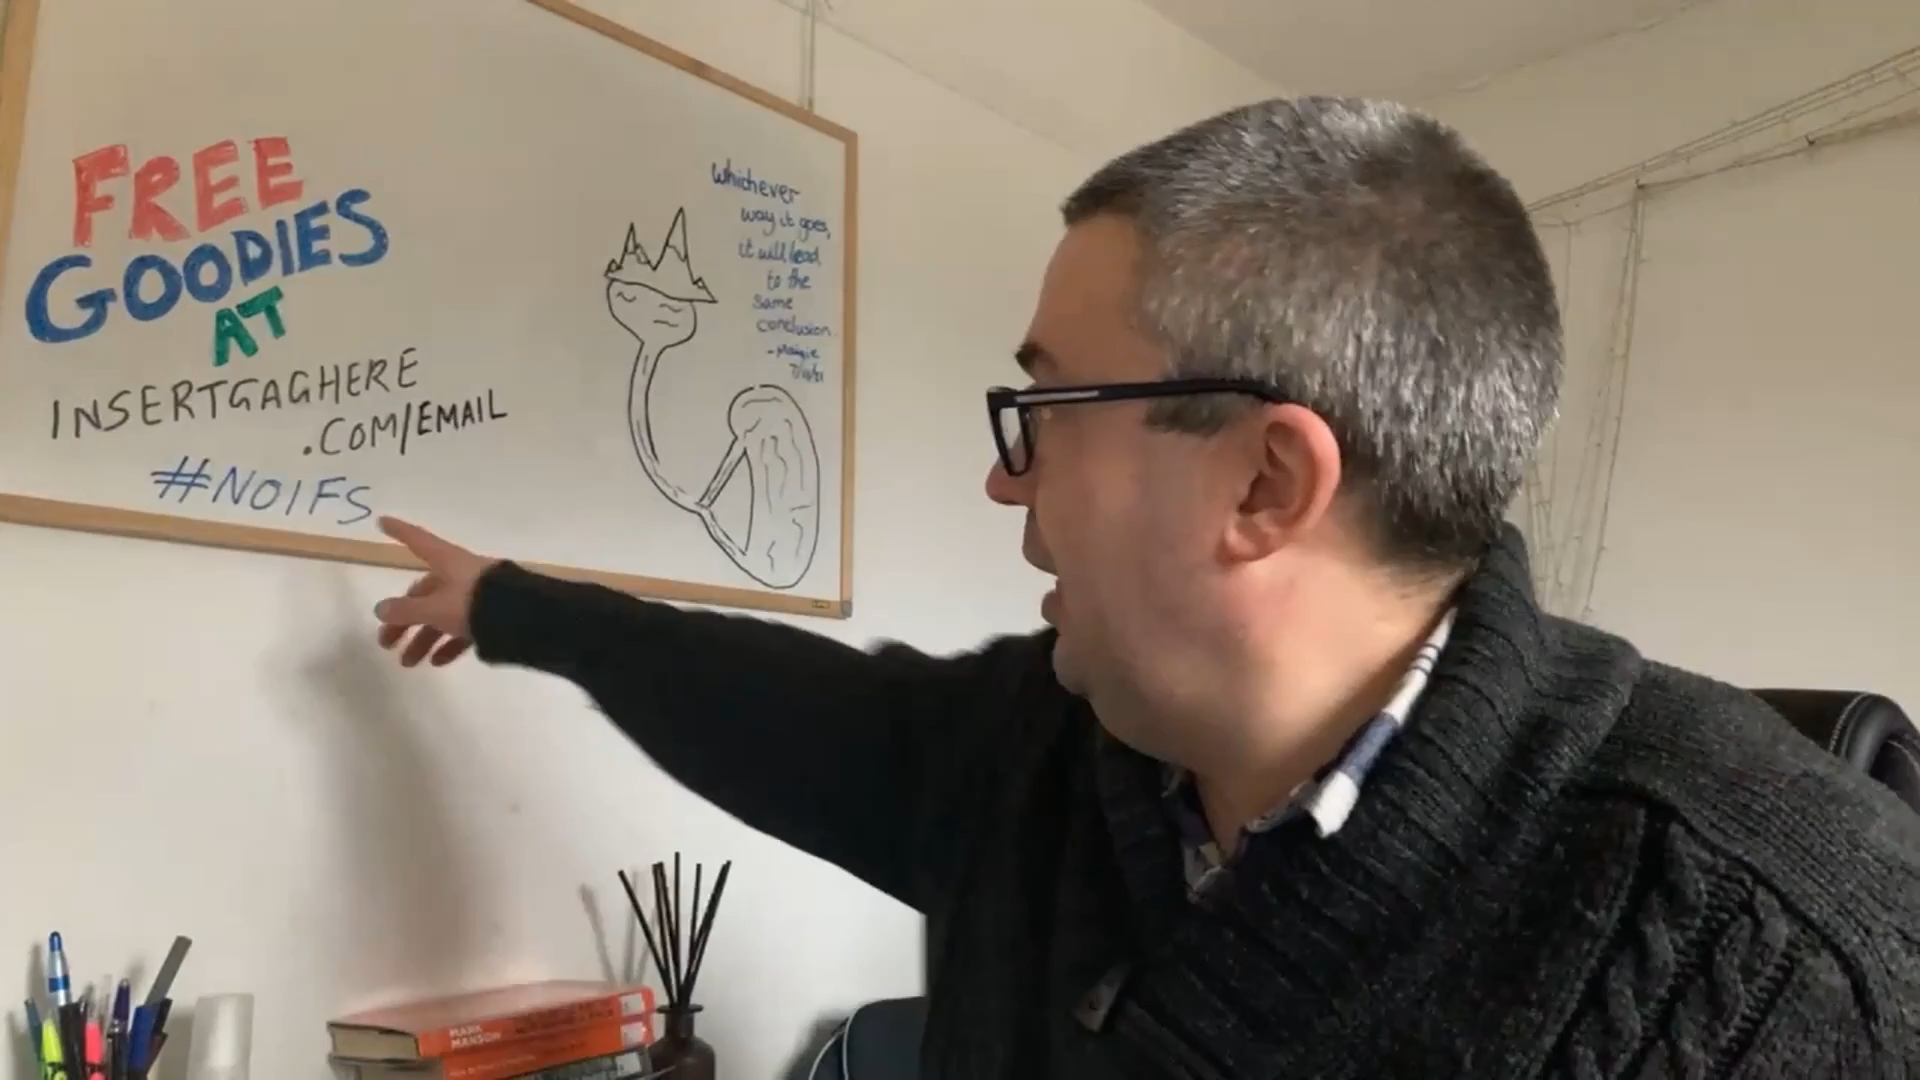 FREE
GOODIES
AT
INSERTGAGHERE
.COM/EMAIL
#NOIFS
Whichever
way it goes,
it will lead
to the
same
conclusion.
MARK
MANSON